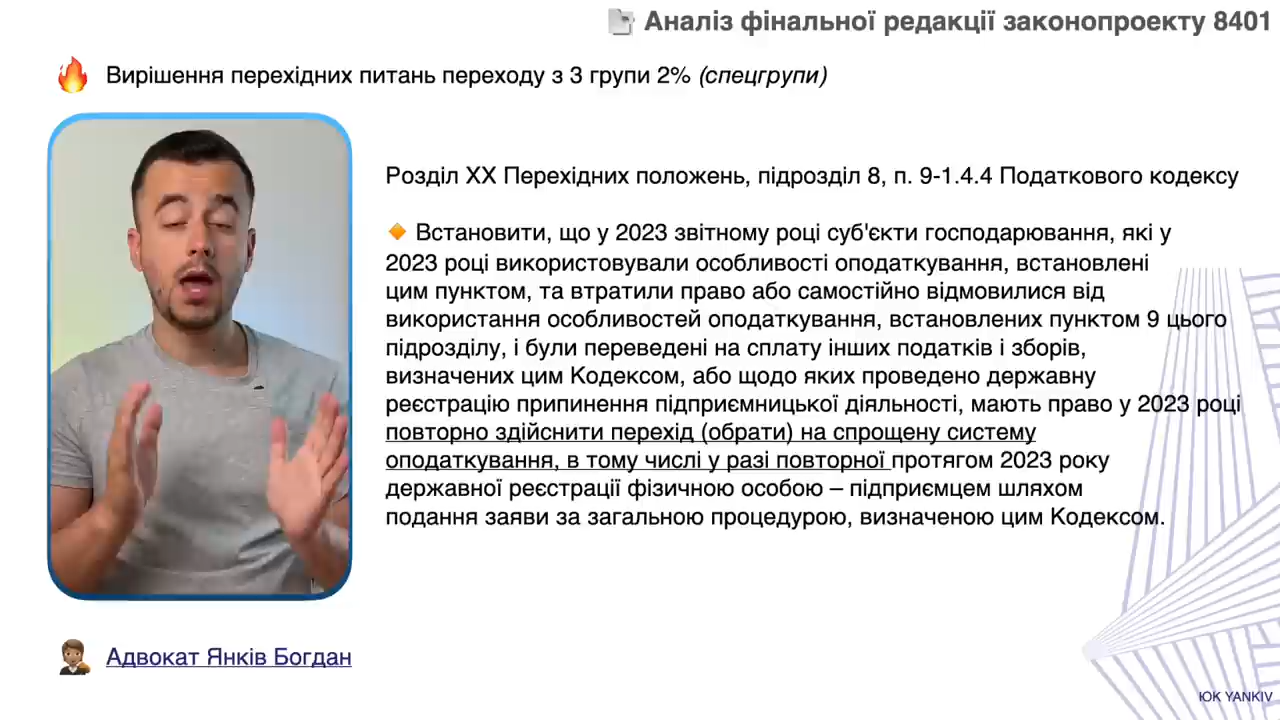 Аналіз фінальної редакції законопроекту 8401
Вирішення перехідних питань переходу з 3 групи 2% (спецгрупи)
Розділ XX Перехідних положень, підрозділ 8, п. 9-1.4.4 Податкового кодексу
Встановити, що у 2023 звітному році суб'єкти господарювання, які у
2023 році використовували особливості оподаткування, встановлені
цим пунктом, та втратили право або самостійно відмовилися від
використання особливостей оподаткування, встановлених пунктом 9 цього
підрозділу, і були переведені на сплату інших податків і зборів,
визначених цим Кодексом, або щодо яких проведено державну
реєстрацію припинення підприємницької діяльності, мають право у 2023 році
повторно здійснити перехід (обрати) на спрощену систему
оподаткування, в тому числі у разі повторної протягом 2023 року
державної реєстрації фізичною особою – підприємцем шляхом
подання заяви за загальною процедурою, визначеною цим Кодексом.
Адвокат Янків Богдан
ЮК YANKIV